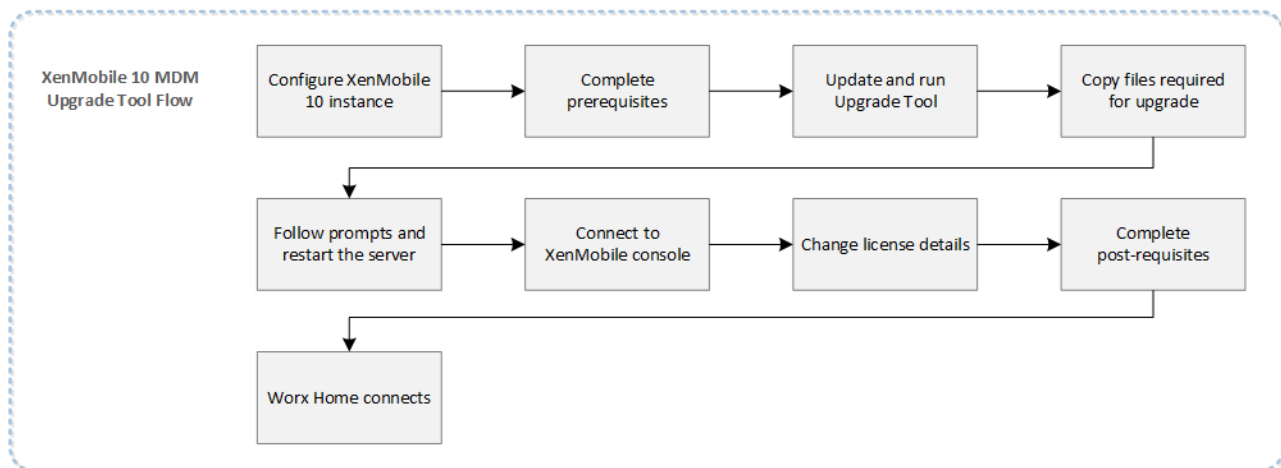 XenMobile 10 MDM
Upgrade Tool Flow
Configure XenMobile
10 instance
Complete
prerequisites
Update and run
Upgrade Tool
Copy files required
for upgrade
Follow prompts and
restart the server
Connect to
XenMobile console
Change license details
Complete
post-requisites
Worx Home connects